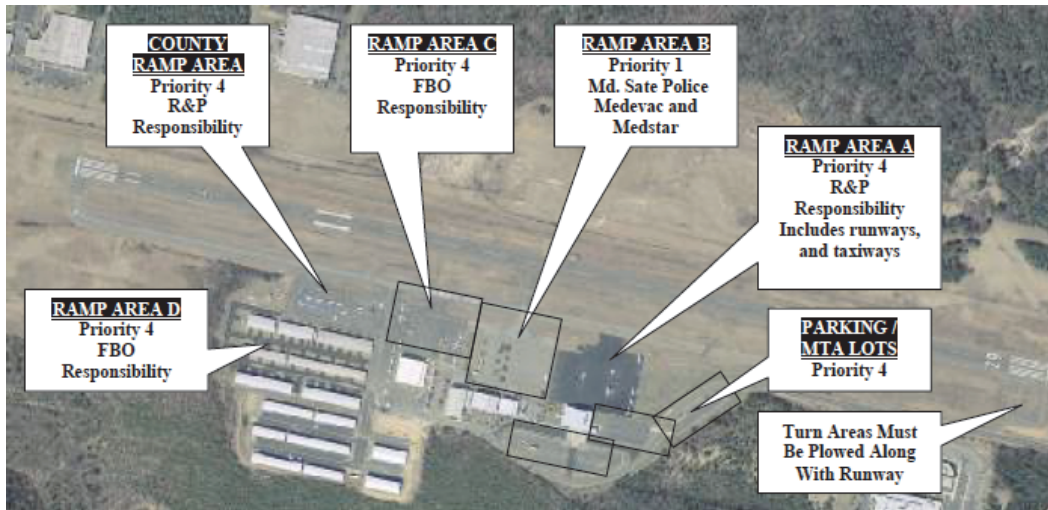 COUNTY
RAMP AREA
Priority 4
R&P
Responsibility
RAMP AREA C
Priority 4
FBO
Responsibility
RAMP AREA B
Priority 1
Md. Sate Police
Medevac and
Medstar
RAMP AREA A
Priority 4
R&P
Responsibility
Includes runways,
and taxiways
RAMP AREA D
Priority 4
FBO
Responsibility
PARKING /
MTA LOTS
Priority 4
Turn Areas Must
Be Plowed Along
With Runway
29